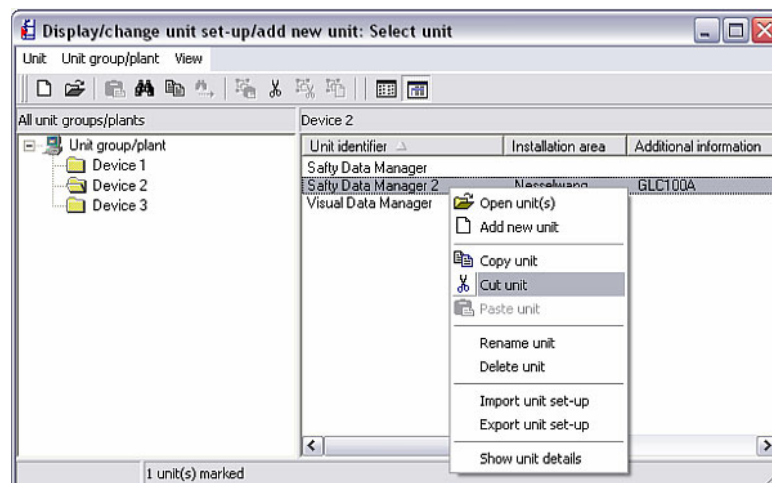 Display/change unit set-up/add new unit: Select unit
Unit Unit group/plant View
All unit groups/plants
Device 2
Unit group/plant
Device 1
Device 2
Device 3
Unit identifier Installation area Additional information
Safty Data Manager
Safty Data Manager 2 Nesselwang GLC100A
Visual Data Manager
Open unit(s)
Add new unit
Copy unit
Cut unit
Paste unit
Rename unit
Delete unit
Import unit set-up
Export unit set-up
Show unit details
1 unit(s) marked